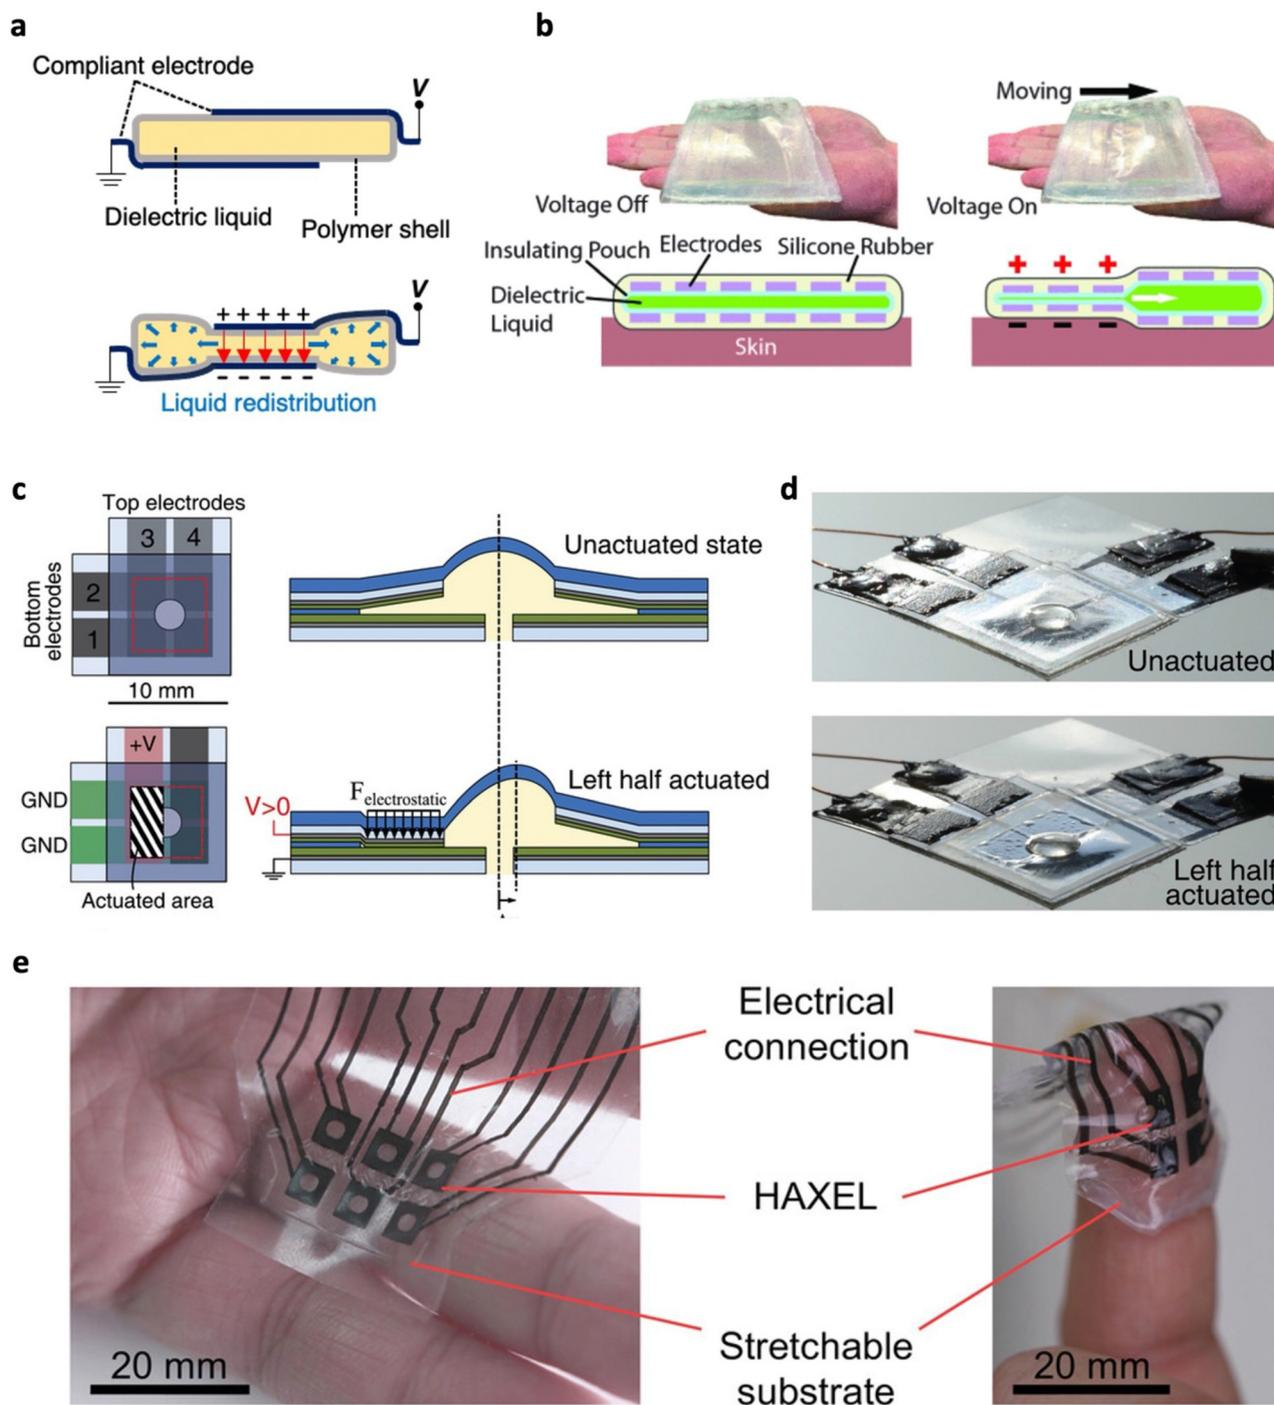 a
Compliant electrode
V
Dielectric liquid
Polymer shell
+ + + + +
V
- - - - -
Liquid redistribution
b
Moving
Voltage Off
Voltage On
Insulating Pouch
Electrodes
Silicone Rubber
Dielectric
Liquid
Skin
+ + +
- - -
c
Top electrodes
3 4
Bottom
electrodes
2
1
10 mm
Unactuated state
+V
GND
GND
Actuated area
V>0
Felectrostatic
Left half actuated
d
Unactuated
Left half
actuated
e
Electrical
connection
HAXEL
Stretchable
substrate
20 mm
20 mm